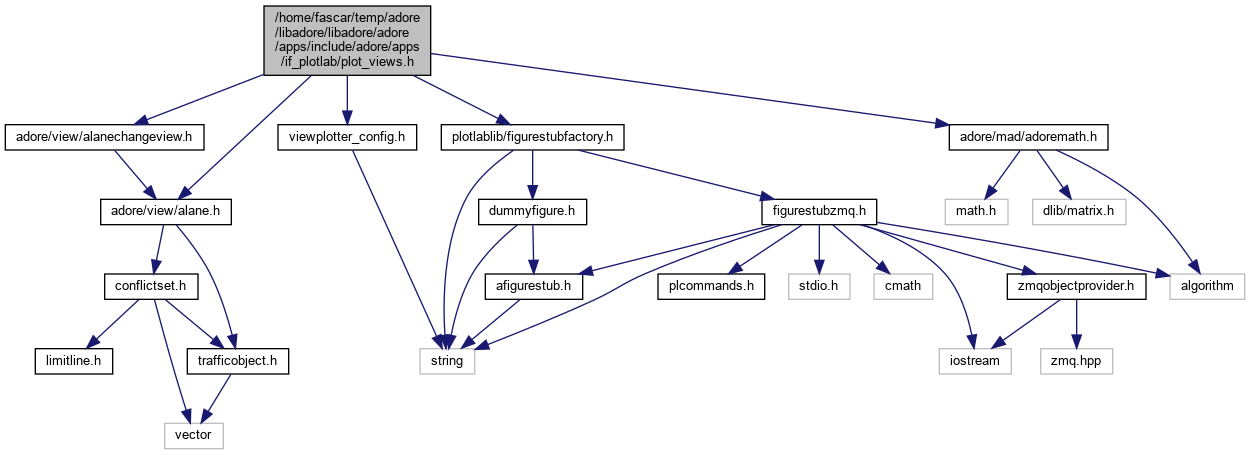 /home/fascar/temp/adore
/libadore/libadore/adore
/apps/include/adore/apps
/if_plotlab/plot_views.h
adore/view/alanechangeview.h
viewplotter_config.h
plotlablib/figurestubfactory.h
adore/mad/adoremath.h
adore/view/alane.h
dummyfigure.h
figurestubzmq.h
math.h
dlib/matrix.h
conflictset.h
afigurestub.h
plcommands.h
stdio.h
cmath
zmqobjectprovider.h
algorithm
limitline.h
trafficobject.h
string
iostream
zmq.hpp
vector